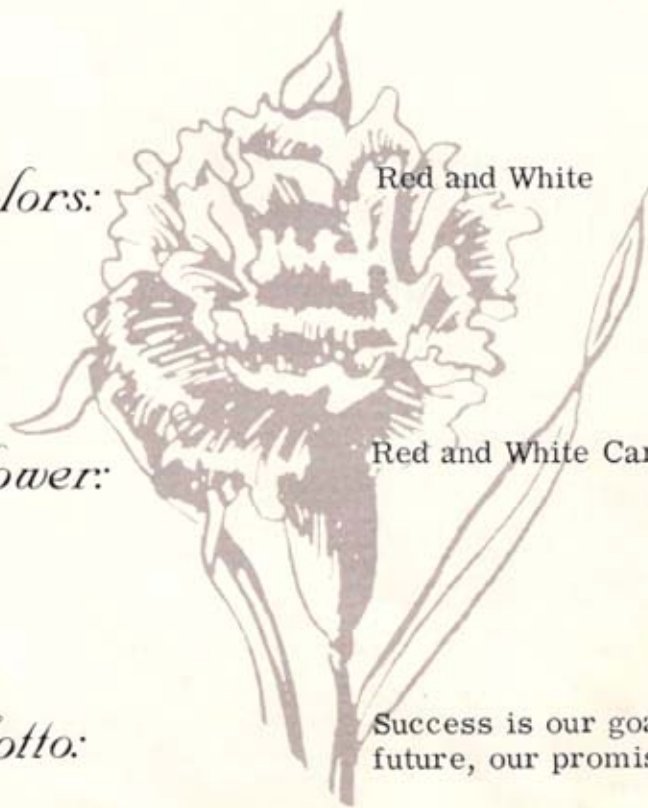 lors: Red and White
ower: Red and White Car
otto: Success is our goa
future, our promis